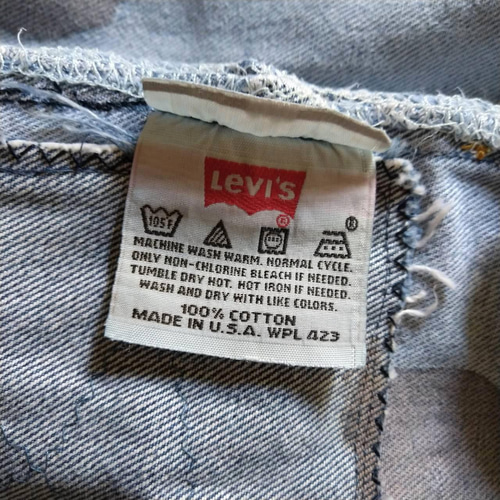 Levi's
®
105F
®
MACHINE WASH WARM. NORMAL CYCLE.
ONLY NON-CHLORINE BLEACH IF NEEDED.
TUMBLE DRY HOT. HOT IRON IF NEEDED.
WASH AND DRY WITH LIKE COLORS.
100% COTTON
MADE IN U.S.A. WPL 423